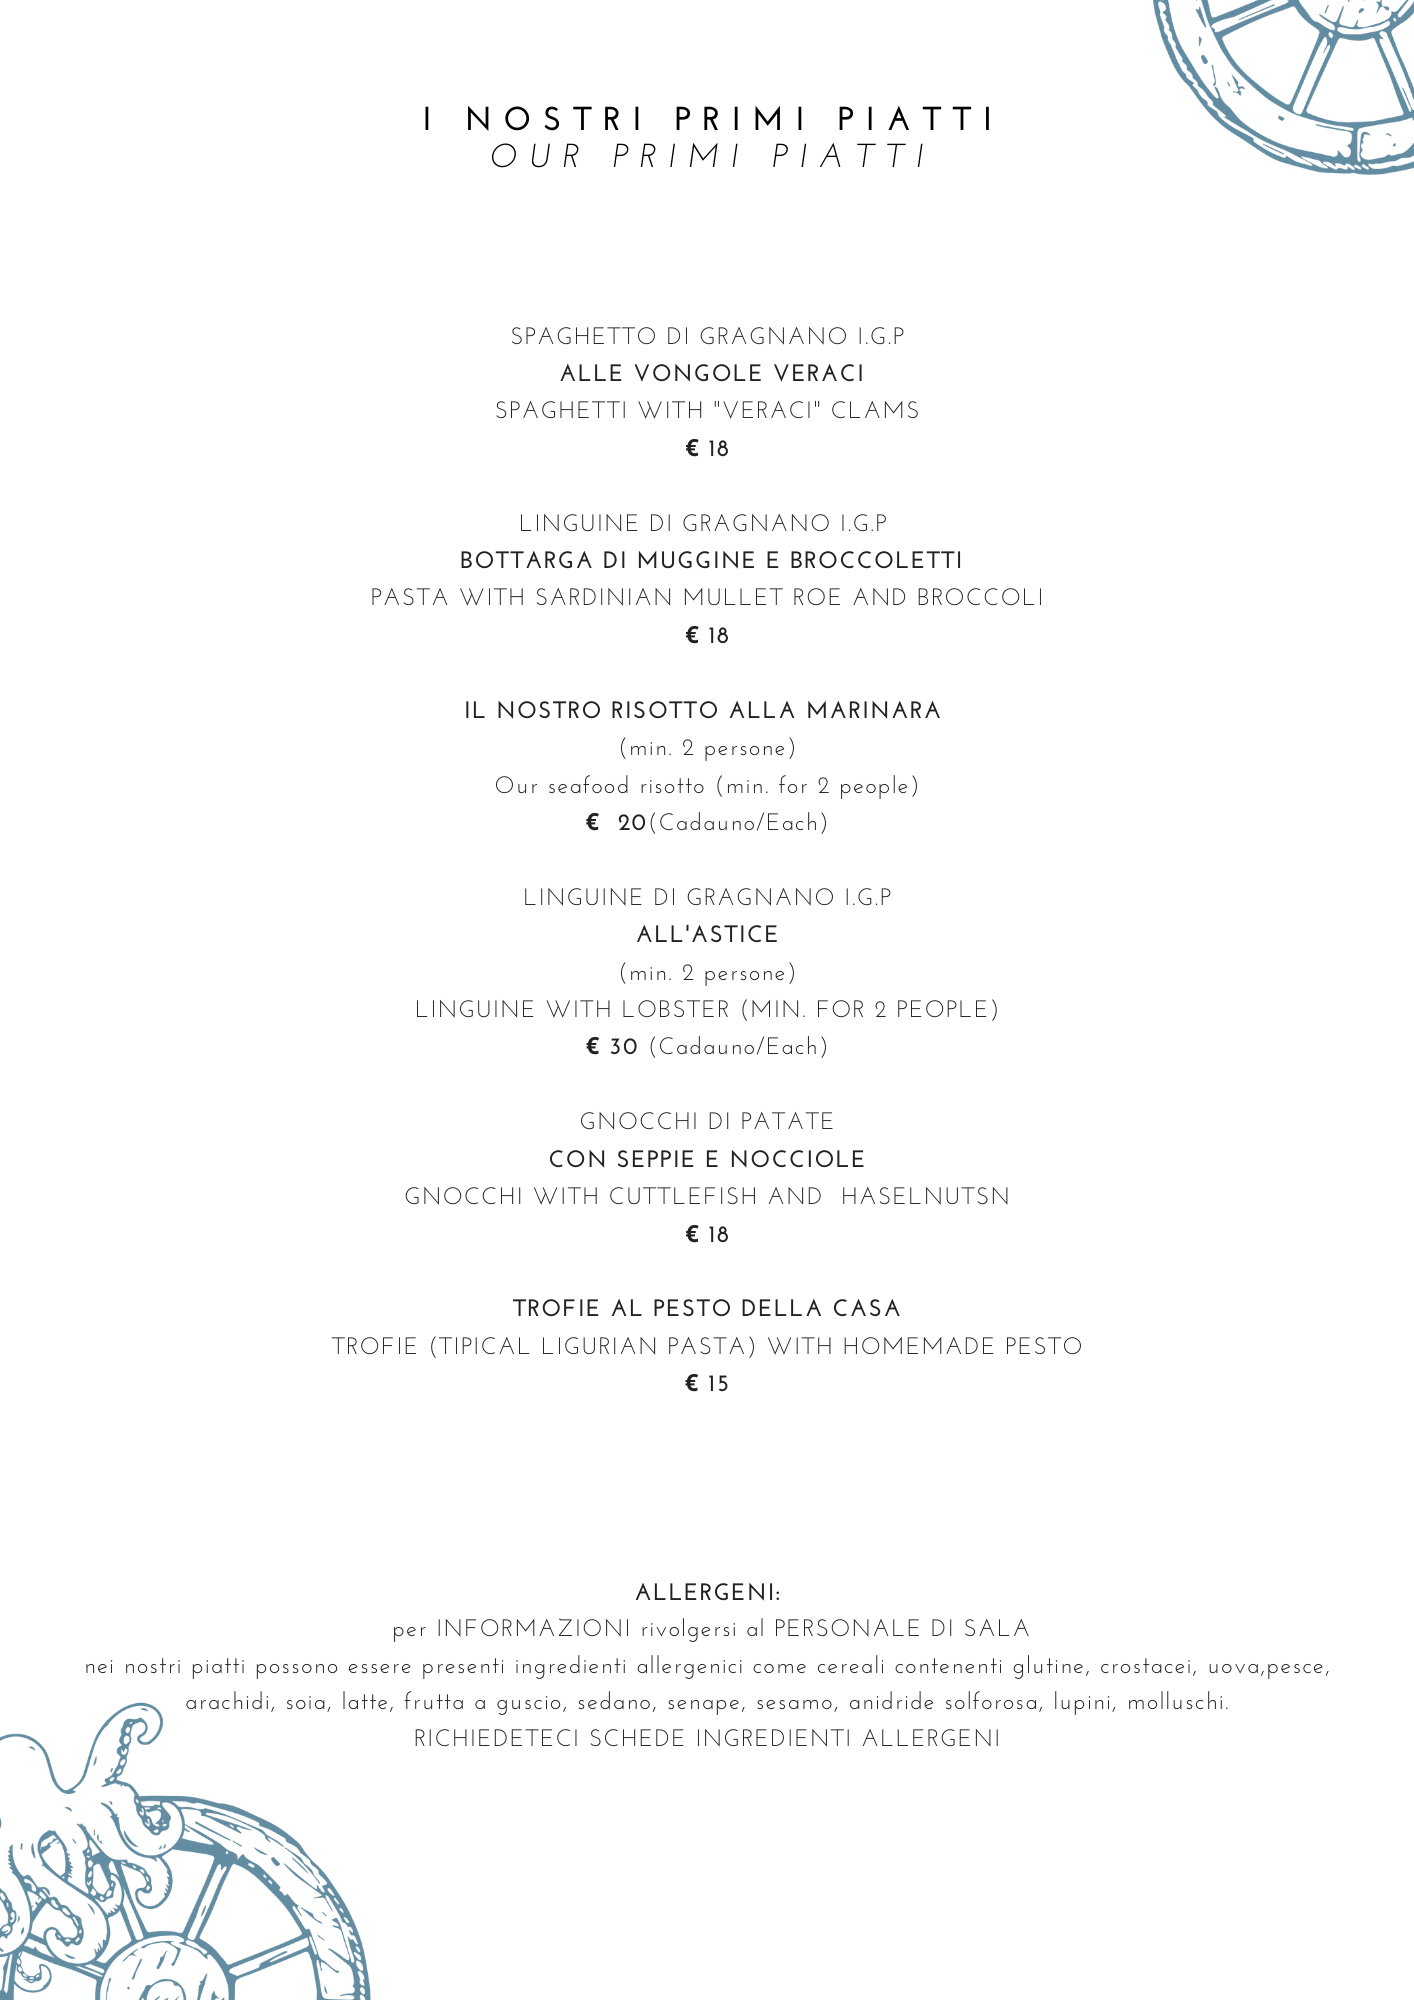 I NOSTRI PRIMI PIATTI
OUR PRIMI PIATTI
SPAGHETTO DI GRAGNANO I.G.P
ALLE VONGOLE VERACI
SPAGHETTI WITH "VERACI" CLAMS
€ 18
LINGUINE DI GRAGNANO I.G.P
BOTTARGA DI MUGGINE E BROCCOLETTI
PASTA WITH SARDINIAN MULLET ROE AND BROCCOLI
€ 18
IL NOSTRO RISOTTO ALLA MARINARA
(min. 2 persone)
Our seafood risotto (min. for 2 people)
€ 20(Cadauno/Each)
LINGUINE DI GRAGNANO I.G.P
ALL'ASTICE
(min. 2 persone)
LINGUINE WITH LOBSTER (MIN. FOR 2 PEOPLE)
€ 30 (Cadauno/Each)
GNOCCHI DI PATATE
CON SEPPIE E NOCCIOLE
GNOCCHI WITH CUTTLEFISH AND HASELNUTSN
€ 18
TROFIE AL PESTO DELLA CASA
TROFIE (TIPICAL LIGURIAN PASTA) WITH HOMEMADE PESTO
€ 15
ALLERGENI:
per INFORMAZIONI rivolgersi al PERSONALE DI SALA
nei nostri piatti possono essere presenti ingredienti allergenici come cereali contenenti glutine, crostacei, uova,pesce,
arachidi, soia, latte, frutta a guscio, sedano, senape, sesamo, anidride solforosa, lupini, molluschi.
RICHIEDETECI SCHEDE INGREDIENTI ALLERGENI